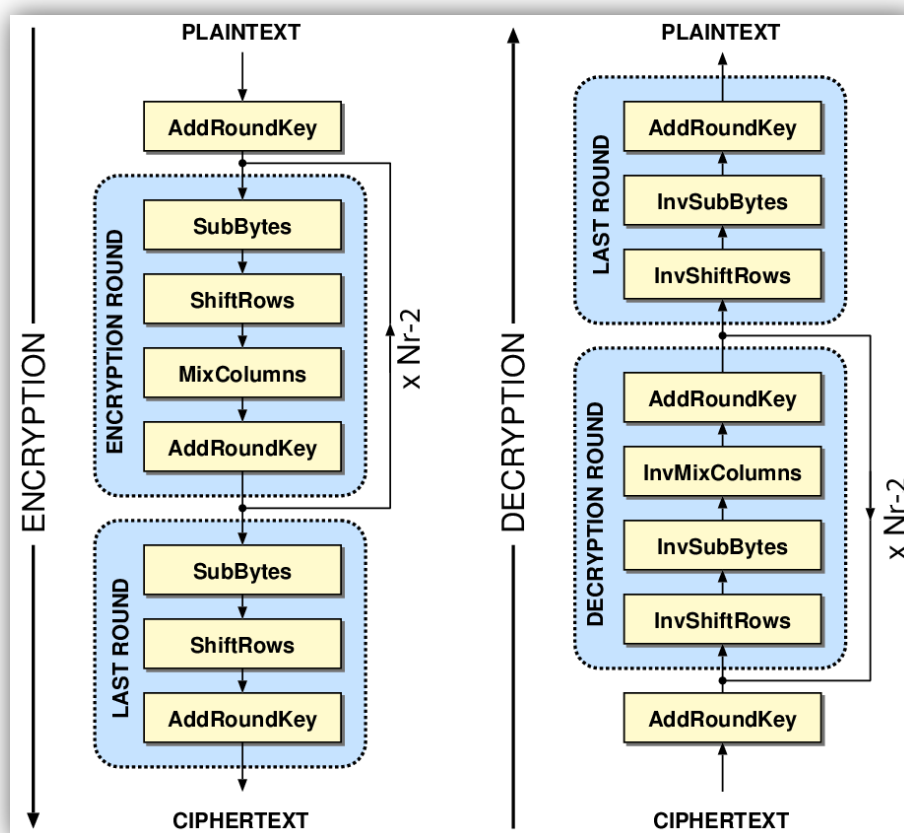 PLAINTEXT
AddRoundKey
ENCRYPTION ROUND
SubBytes
ShiftRows
MixColumns
AddRoundKey
x Nr-2
ENCRYPTION
LAST ROUND
SubBytes
ShiftRows
AddRoundKey
CIPHERTEXT
PLAINTEXT
LAST ROUND
AddRoundKey
InvSubBytes
InvShiftRows
DECRYPTION
DECRYPTION ROUND
AddRoundKey
InvMixColumns
InvSubBytes
InvShiftRows
x Nr-2
AddRoundKey
CIPHERTEXT